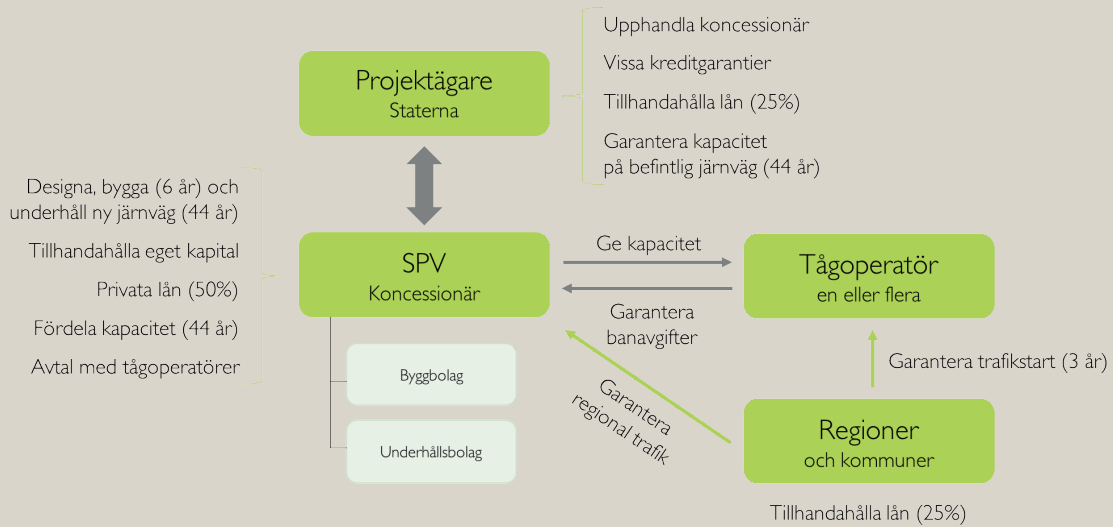 Upphandla koncessionär
Vissa kreditgarantier
Tillhandahålla lån (25%)
Garantera kapacitet
på befintlig järnväg (44 år)
Projektägare
Staterna
Designa, bygga (6 år) och
underhåll ny järnväg (44 år)
Tillhandahålla eget kapital
Privata lån (50%)
Fördela kapacitet (44 år)
Avtal med tågoperatörer
SPV
Koncessionär
Ge kapacitet
Garantera
banavgifter
Tågoperatör
en eller flera
Byggbolag
Underhållsbolag
Garantera
regional trafik
Garantera trafikstart (3 år)
Regioner
och kommuner
Tillhandahålla lån (25%)